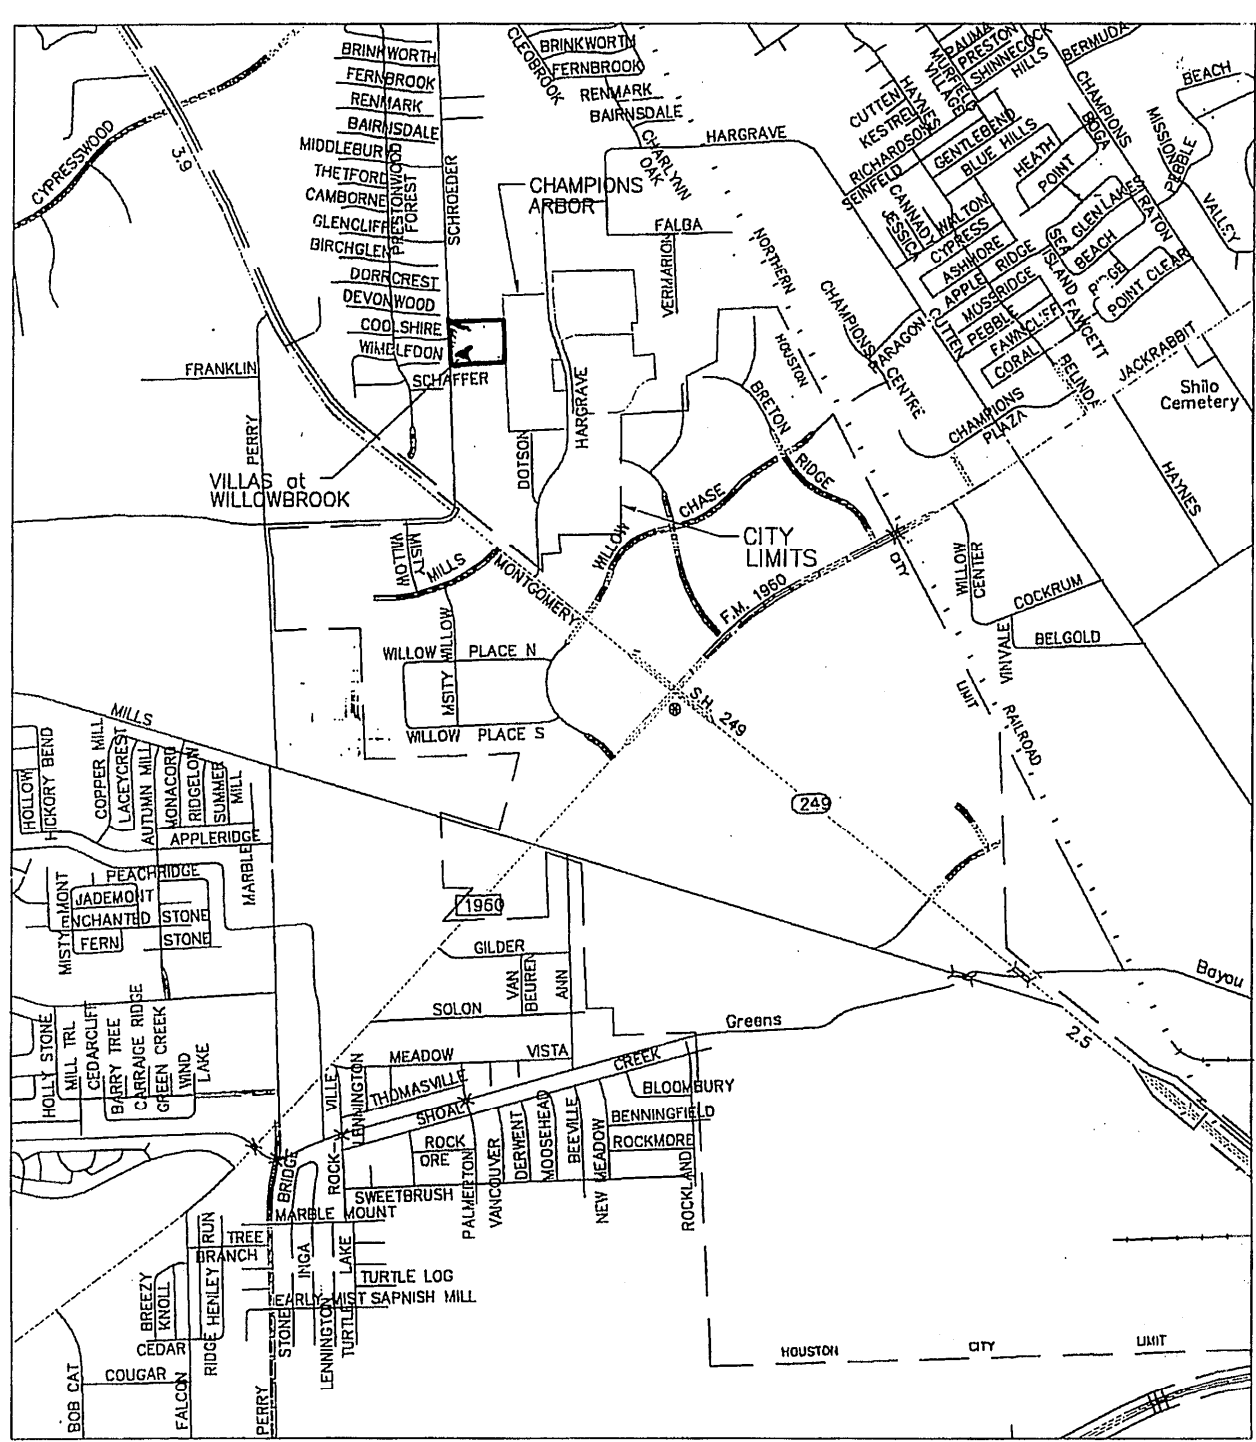 BRINKWORTH
FERNBROOK
RENMARK
BAIRNSDALE
MIDDLEBURY
THETFORD
CAMBORNE
GLENCLIFF
BIRCHGLEN
DORRCREST
DEVONWOOD
COOLSHIRE
WIMBLEDON
SCHAFFER
PRESTONWOOD
FOREST
SCHROEDER
CYPRESSWOOD
3.9
CLEOBROOK
BRINKWORTH
FERNBROOK
RENMARK
BAIRNSDALE
CHARLYNN
OAK
HARGRAVE
CHAMPIONS
ARBOR
FALBA
VERMARION
NORTHERN
HOUSTON
CUTTEN
KESTREL
RICHARDSON
SEINFELD
HAYNES
MURFIELD
VILLAGE
PALMA
PRESTON
SHINNECOCK
HILLS
BERMUDA
CHAMPIONS
BOCA
GENTLEBEND
BLUE HILLS
HEATH
POINT
BEACH
MISSION
PEBBLE
VALLEY
STRATON
GLEN LAKES
BEACH
RIDGE
POINT CLEAR
CANNADY
JESSICA
WALTON
CYPRESS
ASHMORE
APPLE RIDGE
MOSSRIDGE
PEBBLE
FAWNCLIFF
CORAL
SEA
ISLAND
FAWCETT
RELINDA
JACKRABBIT
CHAMPIONS
CENTRE
PARAGON
CUTTEN
CHAMPIONS
PLAZA
Shilo
Cemetery
HAYNES
FRANKLIN
PERRY
VILLAS at
WILLOWBROOK
DOTSON
HARGRAVE
BRETON
RIDGE
WILLOW CHASE
CITY
LIMITS
MISTY
WILLOW
MILLS
MONTGOMERY
F.M. 1960
CITY
LIMIT
WILLOW
CENTER
COCKRUM
BELGOLD
VINVALE
RAILROAD
WILLOW PLACE N
MSITY WILLOW
WILLOW PLACE S
S.H. 249
249
MILLS
HOLLOW
HICKORY BEND
COPPER MILL
LACEYCREST
AUTUMN MILL
MONACORD
RIDGELOW
SUMMER
MILL
APPLERIDGE
MARBLE
PEACHRIDGE
JADEMONT
ENCHANTED STONE
FERN STONE
MISTY MONT
1960
GILDER
VAN
BEUREN
ANN
SOLON
Greens
Bayou
2.5
HOLLY STONE
MILL TRL
CEDARCLIFF
BARRY TREE
CARRAIGE RIDGE
GREEN CREEK
WIND
LAKE
VILLE
ROCK-
LENNINGTON
MEADOW VISTA
THOMASVILLE
SHOAL CREEK
BLOOMBURY
BENNINGFIELD
ROCKMORE
ROCK
ORE
PALMERTON
VANCOUVER
DERWENT
MOOSEHEAD
BEEVILLE
NEW MEADOW
ROCKLAND
BRIDGE
SWEETBRUSH
MARBLE MOUNT
TREE
BRANCH
INGA
LAKE
TURTLE LOG
EARLY MIST SAPNISH MILL
BREEZY
KNOLL
HENLEY RUN
RIDGE
CEDAR
STONE
LENNINGTON
TURTLE
COUGAR
BOB CAT
FALCON
PERRY
HOUSTON CITY LIMIT